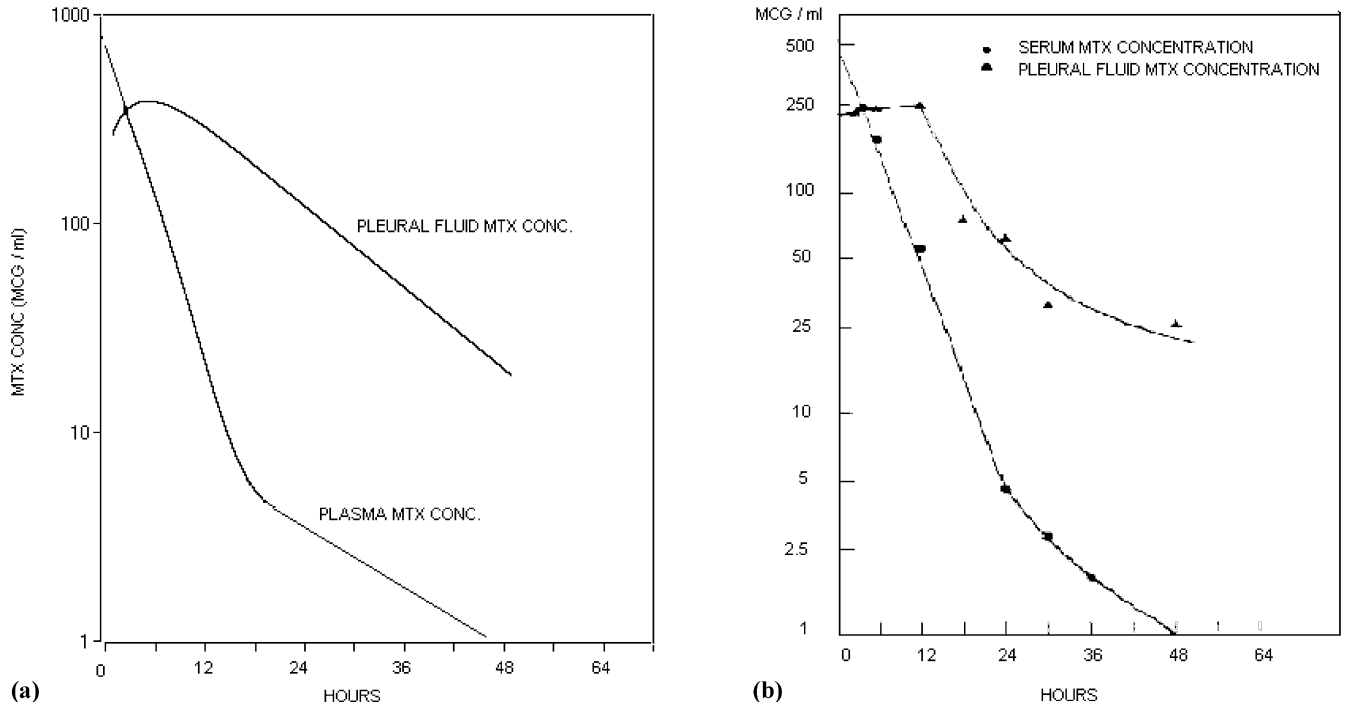 1000
100
10
1
MTX CONC (MCG / ml)
PLEURAL FLUID MTX CONC.
PLASMA MTX CONC.
0 12 24 36 48 64
HOURS
(a)
MCG / ml
500
250
100
50
25
10
5
2.5
1
SERUM MTX CONCENTRATION
PLEURAL FLUID MTX CONCENTRATION
0 12 24 36 48 64
HOURS
(b)